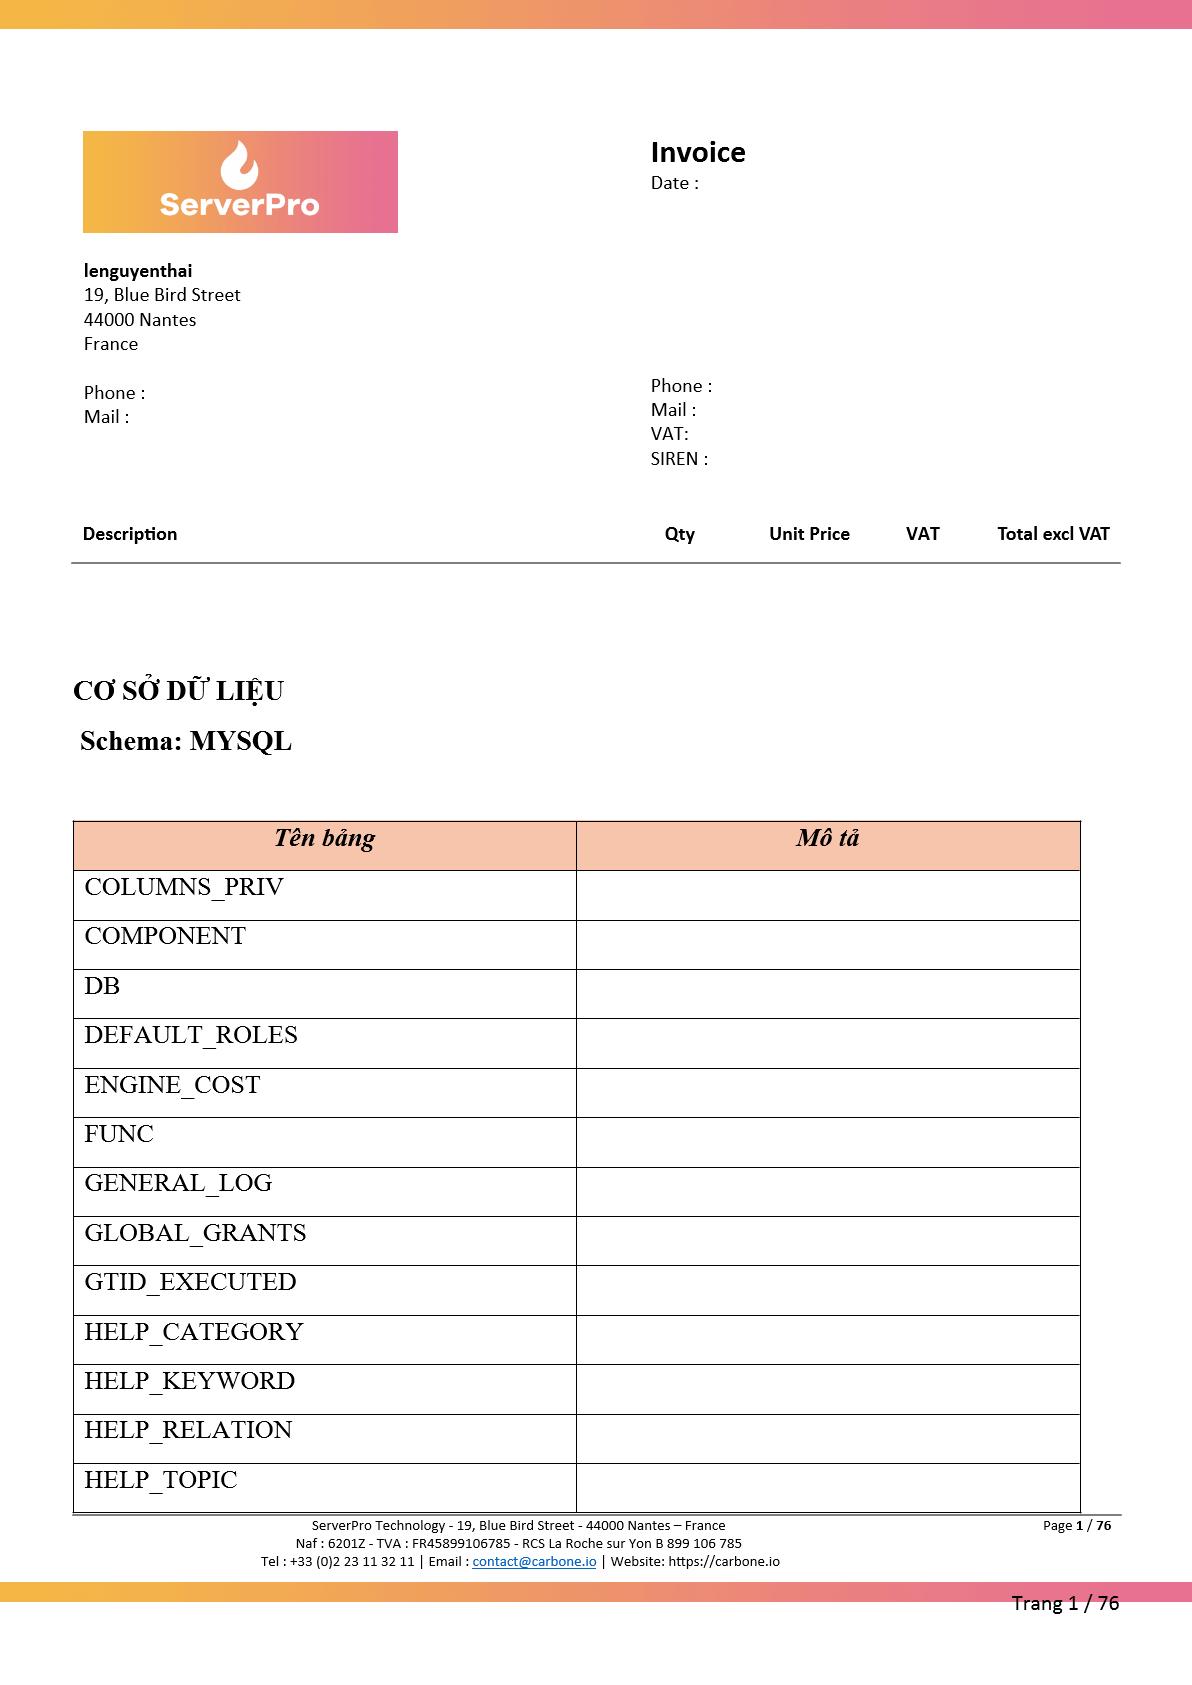 ServerPro
Invoice
Date :
lenguyenthai
19, Blue Bird Street
44000 Nantes
France
Phone :
Mail :
Phone :
Mail :
VAT:
SIREN :
Description Qty Unit Price VAT Total excl VAT
CƠ SỞ DỮ LIỆU
Schema: MYSQL
Tên bảng Mô tả
COLUMNS_PRIV
COMPONENT
DB
DEFAULT_ROLES
ENGINE_COST
FUNC
GENERAL_LOG
GLOBAL_GRANTS
GTID_EXECUTED
HELP_CATEGORY
HELP_KEYWORD
HELP_RELATION
HELP_TOPIC
ServerPro Technology - 19, Blue Bird Street - 44000 Nantes – France Page 1 / 76
Naf : 6201Z - TVA : FR45899106785 - RCS La Roche sur Yon B 899 106 785
Tel : +33 (0)2 23 11 32 11 | Email : contact@carbone.io | Website: https://carbone.io
Trang 1 / 76